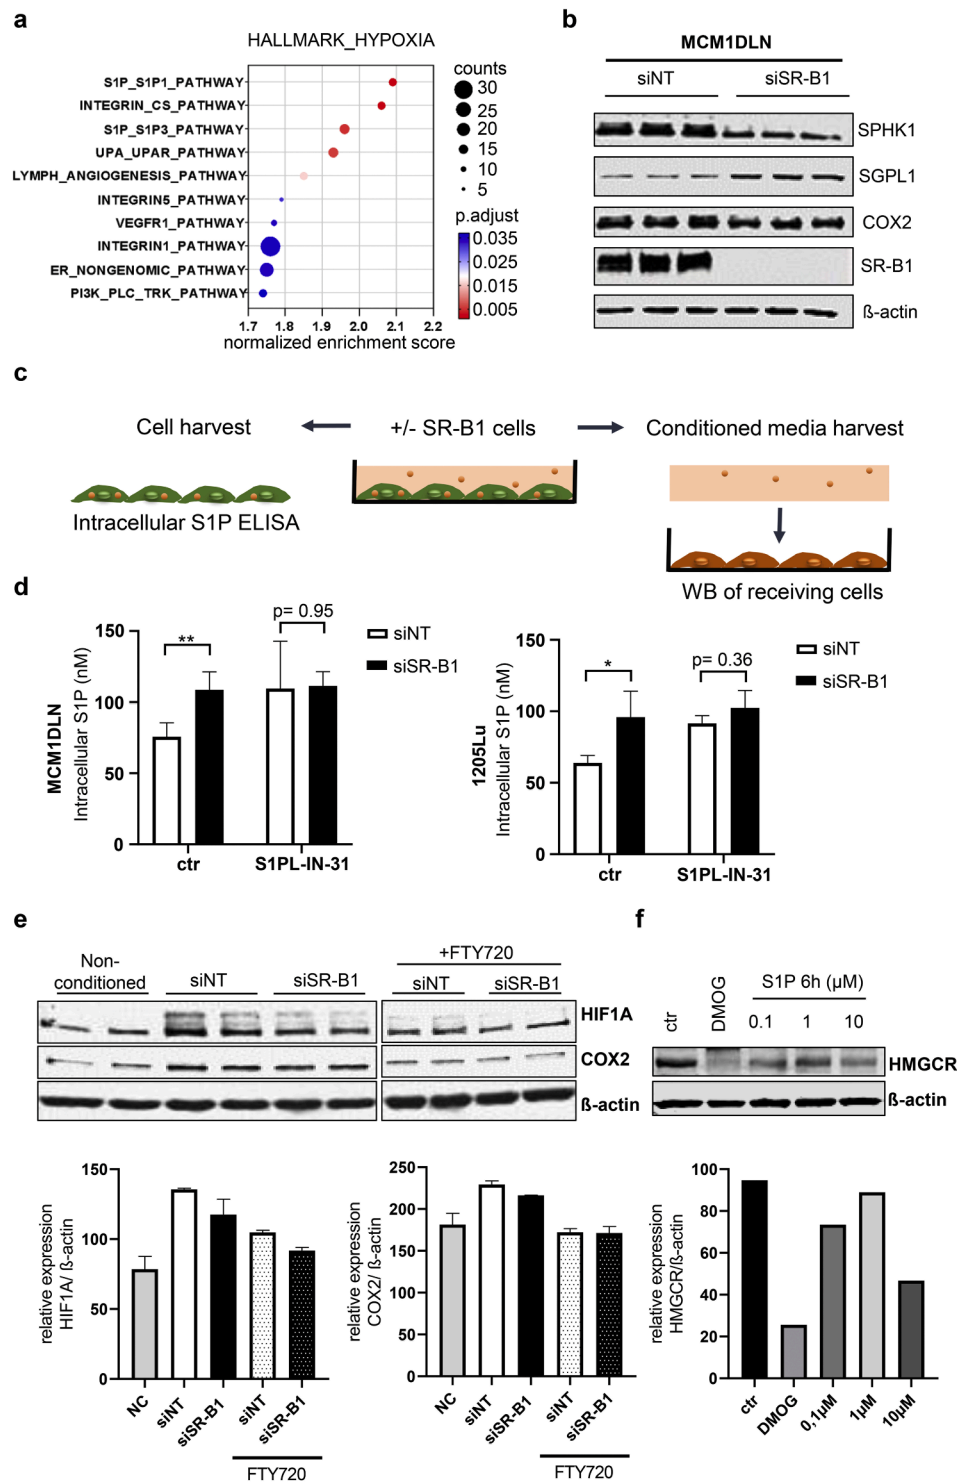 a
HALLMARK_HYPOXIA
S1P_S1P1_PATHWAY
INTEGRIN_CS_PATHWAY
S1P_S1P3_PATHWAY
UPA_UPAR_PATHWAY
LYMPH_ANGIOGENESIS_PATHWAY
INTEGRIN5_PATHWAY
VEGFR1_PATHWAY
INTEGRIN1_PATHWAY
ER_NONGENOMIC_PATHWAY
PI3K_PLC_TRK_PATHWAY
1.7 1.8 1.9 2.0 2.1 2.2
normalized enrichment score
counts
30
25
20
15
10
5
p.adjust
0.035
0.025
0.015
0.005
b
MCM1DLN
siNT siSR-B1
SPHK1
SGPL1
COX2
SR-B1
ß-actin
c
Cell harvest +/- SR-B1 cells Conditioned media harvest
Intracellular S1P ELISA
WB of receiving cells
d
MCM1DLN
Intracellular S1P (nM)
150
100
50
0
**
p= 0.95
ctr S1PL-IN-31
siNT
siSR-B1
1205Lu
Intracellular S1P (nM)
150
100
50
0
*
p= 0.36
ctr S1PL-IN-31
siNT
siSR-B1
e
Non-
conditioned siNT siSR-B1
+FTY720
siNT siSR-B1
HIF1A
COX2
ß-actin
relative expression
HIF1A/ ß-actin
150
100
50
0
NC siNT siSR-B1 siNT siSR-B1
FTY720
relative expression
COX2/ ß-actin
250
200
150
100
50
0
NC siNT siSR-B1 siNT siSR-B1
FTY720
f
ctr DMOG S1P 6h (µM)
0.1 1 10
HMGCR
ß-actin
relative expression
HMGCR/ß-actin
100
80
60
40
20
0
ctr DMOG 0,1µM 1µM 10µM